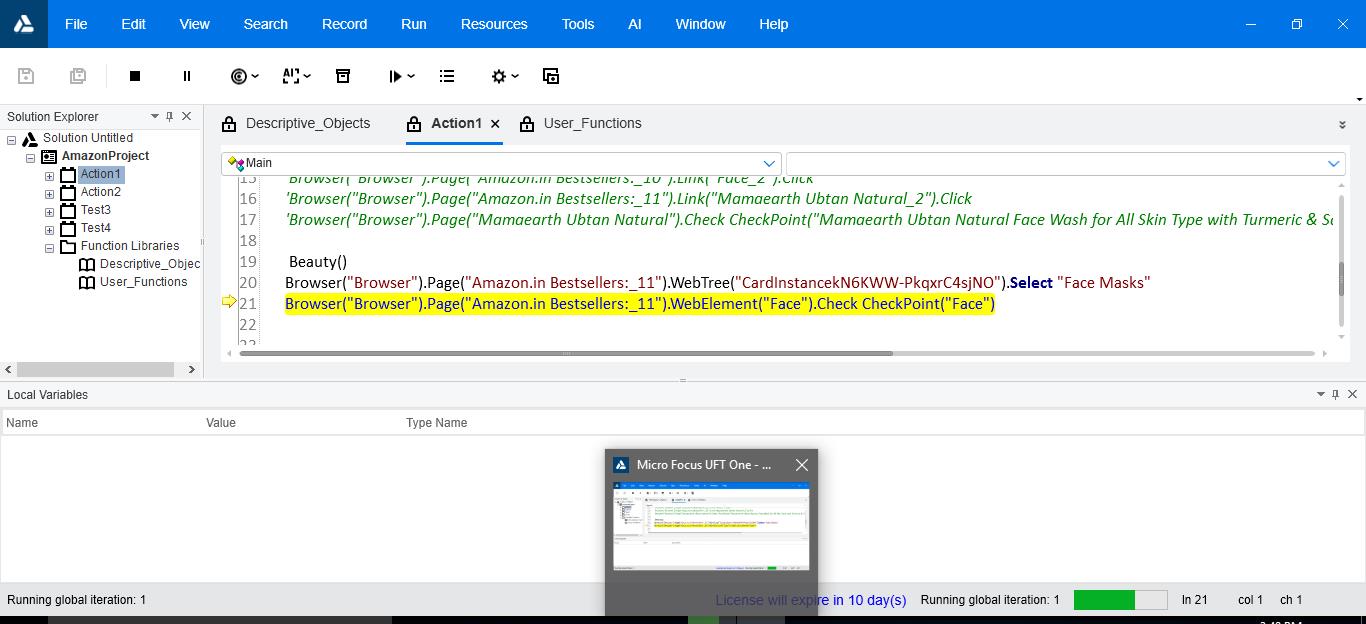 File Edit View Search Record Run Resources Tools AI Window Help
Solution Explorer
Solution Untitled
AmazonProject
Action1
Action2
Test3
Test4
Function Libraries
Descriptive_Objec
User_Functions
Descriptive_Objects Action1 User_Functions
Main
15 'Browser("Browser").Page("Amazon.in Bestsellers:_10").Link("Face_2").Click
16 'Browser("Browser").Page("Amazon.in Bestsellers:_11").Link("Mamaearth Ubtan Natural_2").Click
17 'Browser("Browser").Page("Mamaearth Ubtan Natural").Check CheckPoint("Mamaearth Ubtan Natural Face Wash for All Skin Type with Turmeric & Sa
18
19 Beauty()
20 Browser("Browser").Page("Amazon.in Bestsellers:_11").WebTree("CardInstancekN6KWW-PkqxrC4sjNO").Select "Face Masks"
21 Browser("Browser").Page("Amazon.in Bestsellers:_11").WebElement("Face").Check CheckPoint("Face")
22
23
Local Variables
Name Value Type Name
Micro Focus UFT One - ...
Running global iteration: 1 License will expire in 10 day(s) Running global iteration: 1 ln 21 col 1 ch 1